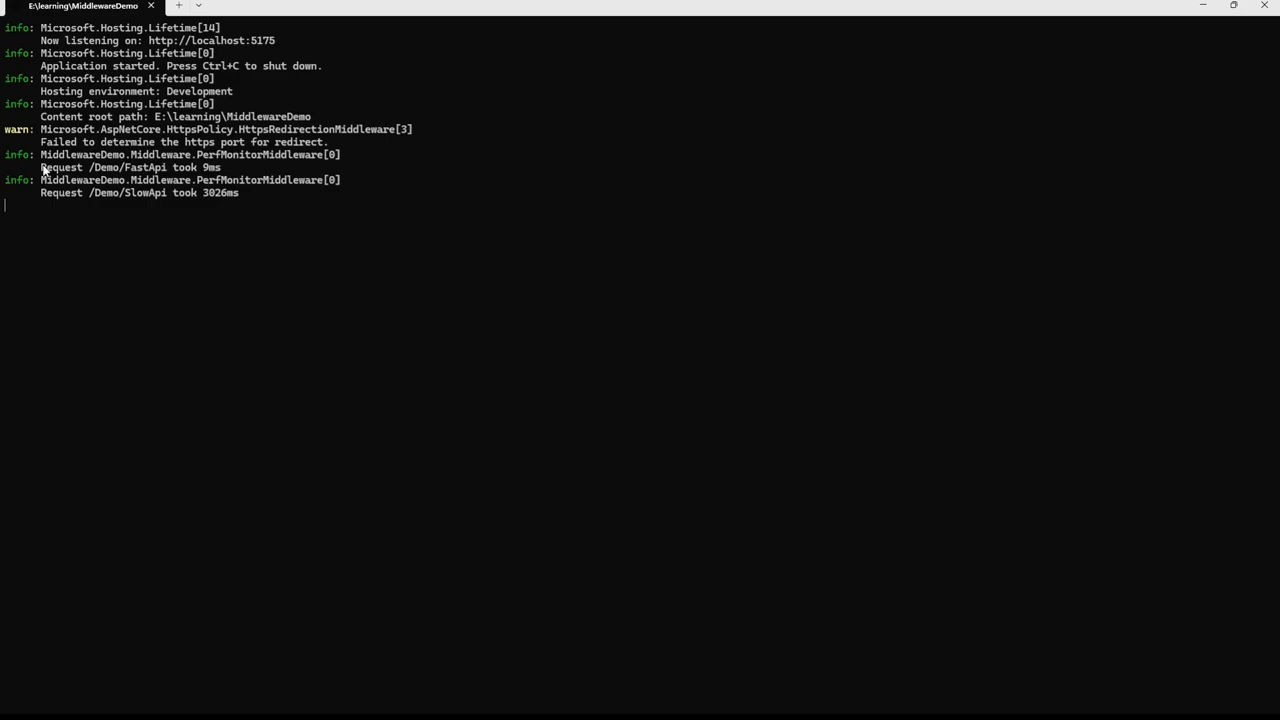 E:\learning\MiddlewareDemo
info: Microsoft.Hosting.Lifetime[14]
Now listening on: http://localhost:5175
info: Microsoft.Hosting.Lifetime[0]
Application started. Press Ctrl+C to shut down.
info: Microsoft.Hosting.Lifetime[0]
Hosting environment: Development
info: Microsoft.Hosting.Lifetime[0]
Content root path: E:\learning\MiddlewareDemo
warn: Microsoft.AspNetCore.HttpsPolicy.HttpsRedirectionMiddleware[3]
Failed to determine the https port for redirect.
info: MiddlewareDemo.Middleware.PerfMonitorMiddleware[0]
Request /Demo/FastApi took 9ms
info: MiddlewareDemo.Middleware.PerfMonitorMiddleware[0]
Request /Demo/SlowApi took 3026ms